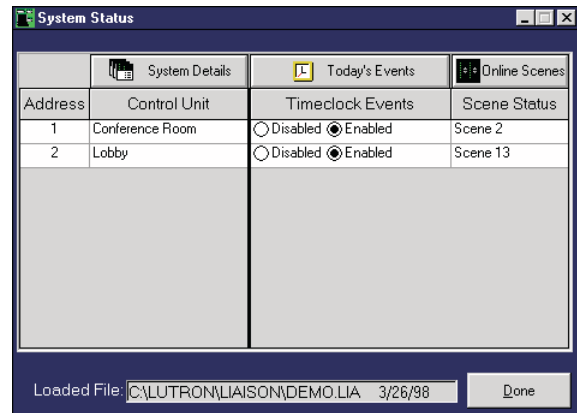 System Status
System Details Today's Events Online Scenes
Address Control Unit Timeclock Events Scene Status
1 Conference Room Disabled Enabled Scene 2
2 Lobby Disabled Enabled Scene 13
Loaded File: C:\LUTRON\LIAISON\DEMO.LIA 3/26/98 Done